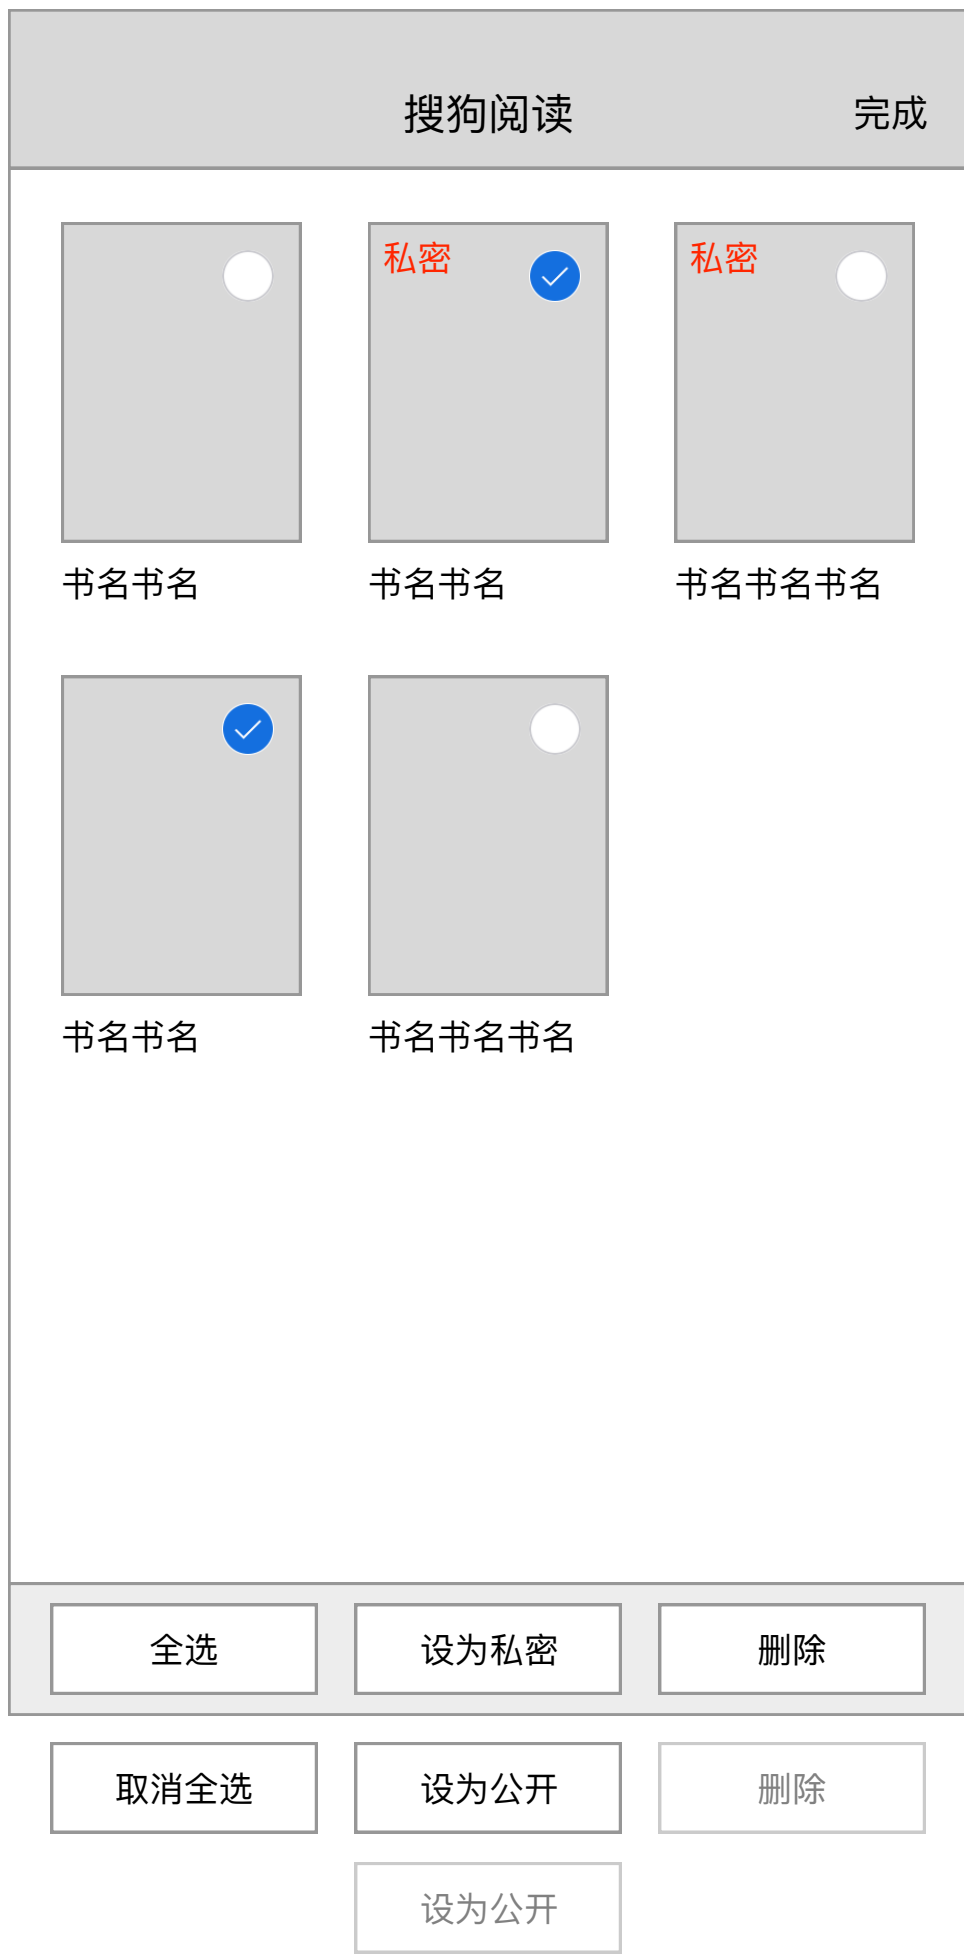 搜狗阅读 完成
私密 私密
书名书名 书名书名 书名书名书名
书名书名 书名书名书名
全选 设为私密 删除
取消全选 设为公开 删除
设为公开